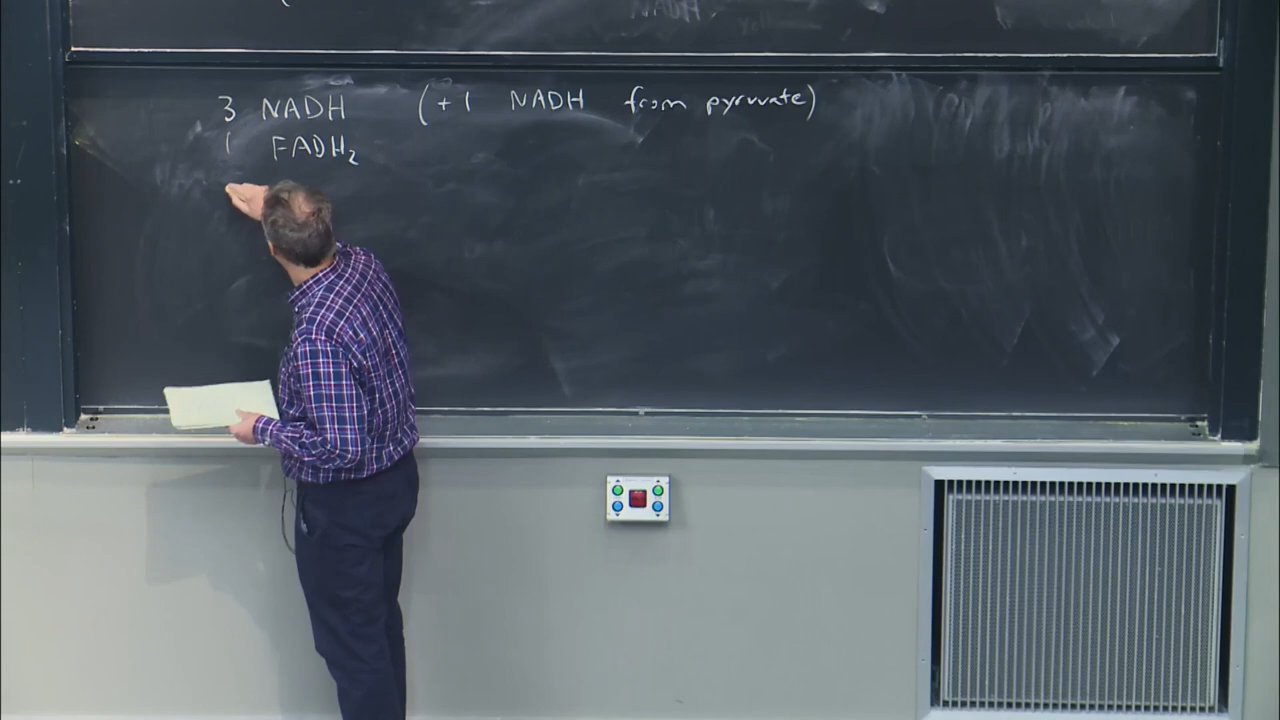 3 NADH (+1 NADH from pyruvate)
1 FADH₂